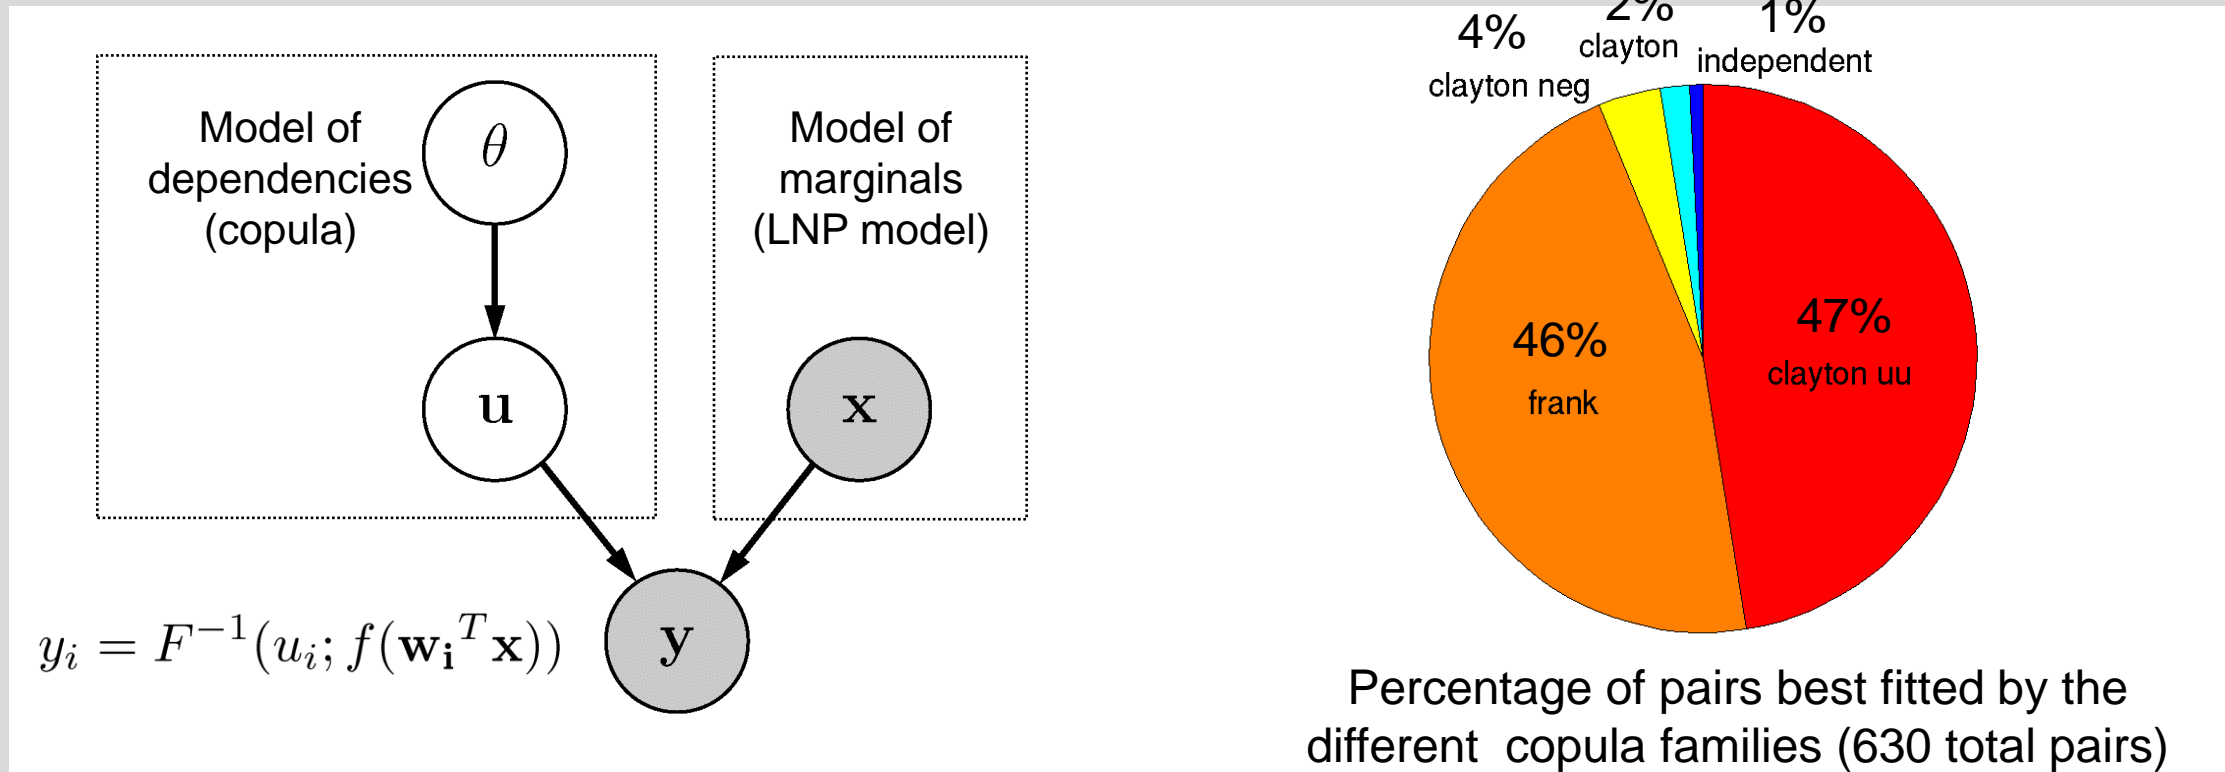 Model of
dependencies
(copula)
θ
u
Model of
marginals
(LNP model)
x
y
y_i = F^{-1}(u_i; f(w_i^T x))
4%
clayton neg
2%
clayton
1%
independent
46%
frank
47%
clayton uu
Percentage of pairs best fitted by the
different copula families (630 total pairs)